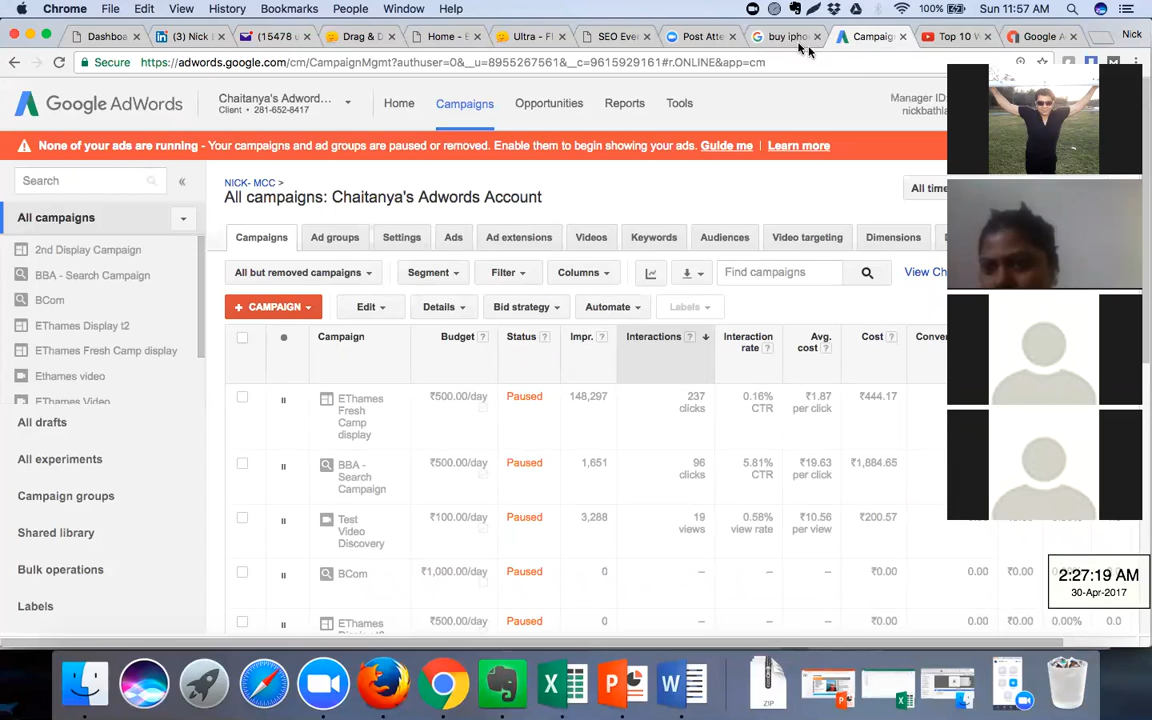 Chrome File Edit View History Bookmarks People Window Help 100% Sun 11:57 AM
Dashboa (3) Nick (15478 Drag & D Home - E Ultra - Fl SEO Ever Post Atte buy iphon Campaig Top 10 W Google A Nick
Secure https://adwords.google.com/cm/CampaignMgmt?authuser=0&__u=8955267561&__c=9615929161#r.ONLINE&app=cm
Google AdWords Chaitanya's Adword... Client • 281-652-8417 Home Campaigns Opportunities Reports Tools Manager ID: nickbathla
None of your ads are running - Your campaigns and ad groups are paused or removed. Enable them to begin showing your ads. Guide me | Learn more
Search «
All campaigns
2nd Display Campaign
BBA - Search Campaign
BCom
EThames Display t2
EThames Fresh Camp display
Ethames video
EThames Video
All drafts
All experiments
Campaign groups
Shared library
Bulk operations
Labels
NICK- MCC >
All campaigns: Chaitanya's Adwords Account
All time
Campaigns Ad groups Settings Ads Ad extensions Videos Keywords Audiences Video targeting Dimensions
All but removed campaigns Segment Filter Columns Find campaigns View Ch
+ CAMPAIGN Edit Details Bid strategy Automate Labels
Campaign Budget ? Status ? Impr. ? Interactions ? Interaction rate ? Avg. cost ? Cost ? Conver
EThames Fresh Camp display ₹500.00/day Paused 148,297 237 clicks 0.16% CTR ₹1.87 per click ₹444.17
BBA - Search Campaign ₹500.00/day Paused 1,651 96 clicks 5.81% CTR ₹19.63 per click ₹1,884.65
Test Video Discovery ₹100.00/day Paused 3,288 19 views 0.58% view rate ₹10.56 per view ₹200.57
BCom ₹1,000.00/day Paused 0 – – – ₹0.00 0.00 ₹0.00 0.00% 0.0
EThames ₹500.00/day Paused 0 – – – ₹0.00 0.00 ₹0.00 0.00% 0.0
2:27:19 AM
30-Apr-2017
ZIP